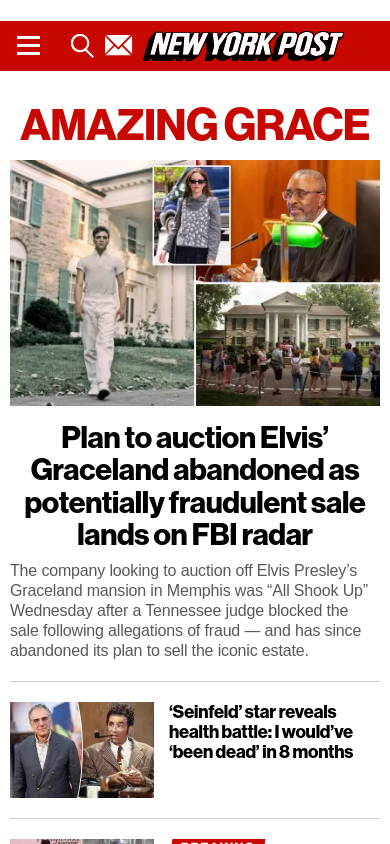 NEW YORK POST
AMAZING GRACE
Plan to auction Elvis’
Graceland abandoned as
potentially fraudulent sale
lands on FBI radar
The company looking to auction off Elvis Presley’s
Graceland mansion in Memphis was “All Shook Up”
Wednesday after a Tennessee judge blocked the
sale following allegations of fraud — and has since
abandoned its plan to sell the iconic estate.
‘Seinfeld’ star reveals
health battle: I would’ve
‘been dead’ in 8 months
BREAKING